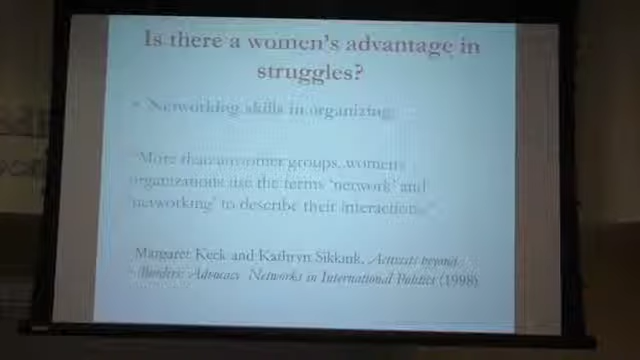 Is there a women's advantage in
struggles?
• Networking skills in organizing:
"More than any other groups, women's
organizations use the terms 'network' and
'networking' to describe their interactions."
Margaret Keck and Kathryn Sikkink, Activists beyond
Borders: Advocacy Networks in International Politics (1998)